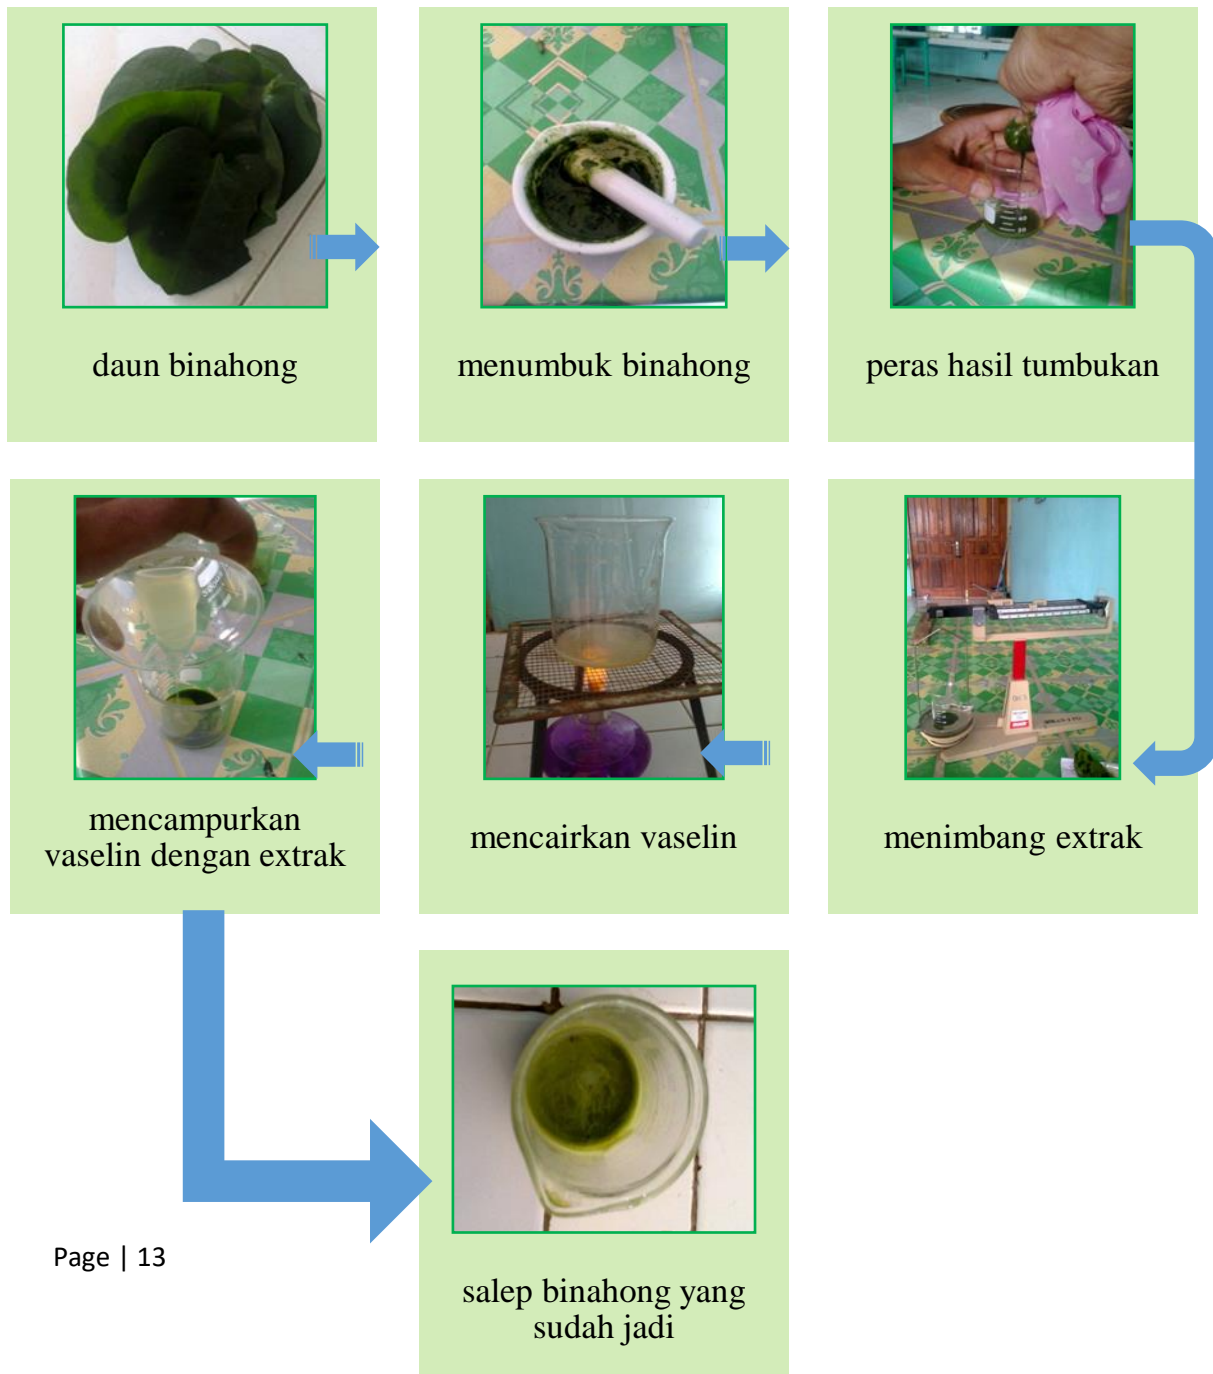 daun binahong
menumbuk binahong
peras hasil tumbukan
menimbang extrak
mencairkan vaselin
mencampurkan
vaselin dengan extrak
salep binahong yang
sudah jadi
Page | 13